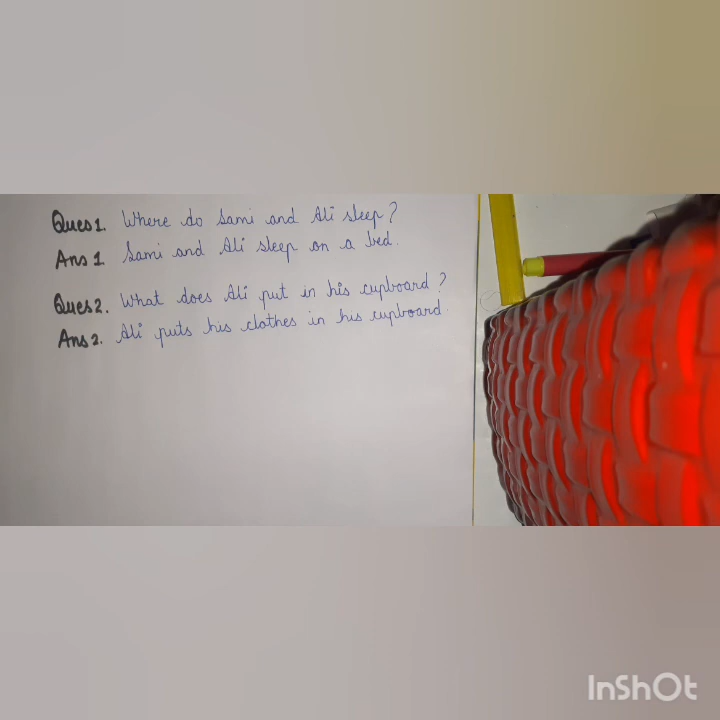 Ques 1. Where do Sami and Ali sleep?
Ans 1. Sami and Ali sleep on a bed.
Ques 2. What does Ali put in his cupboard?
Ans 2. Ali puts his clothes in his cupboard.
InShOt